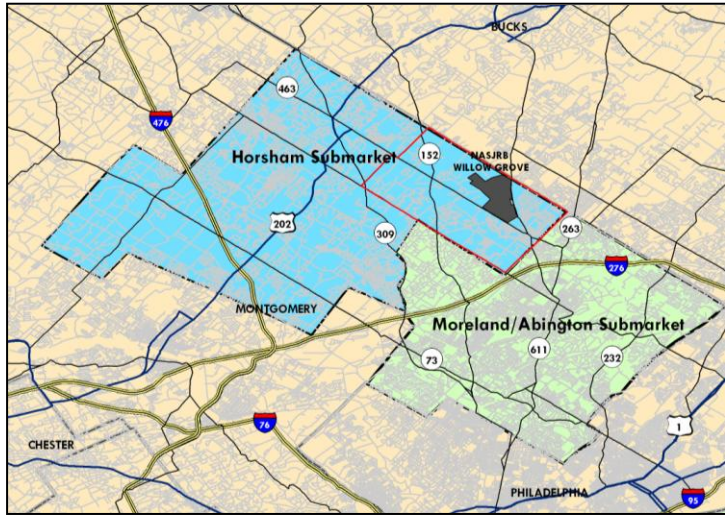 BUCKS
463
476
Horsham Submarket
152
NASJRB
WILLOW GROVE
202
309
263
276
MONTGOMERY
Moreland/Abington Submarket
73
611
232
76
1
CHESTER
PHILADELPHIA
95